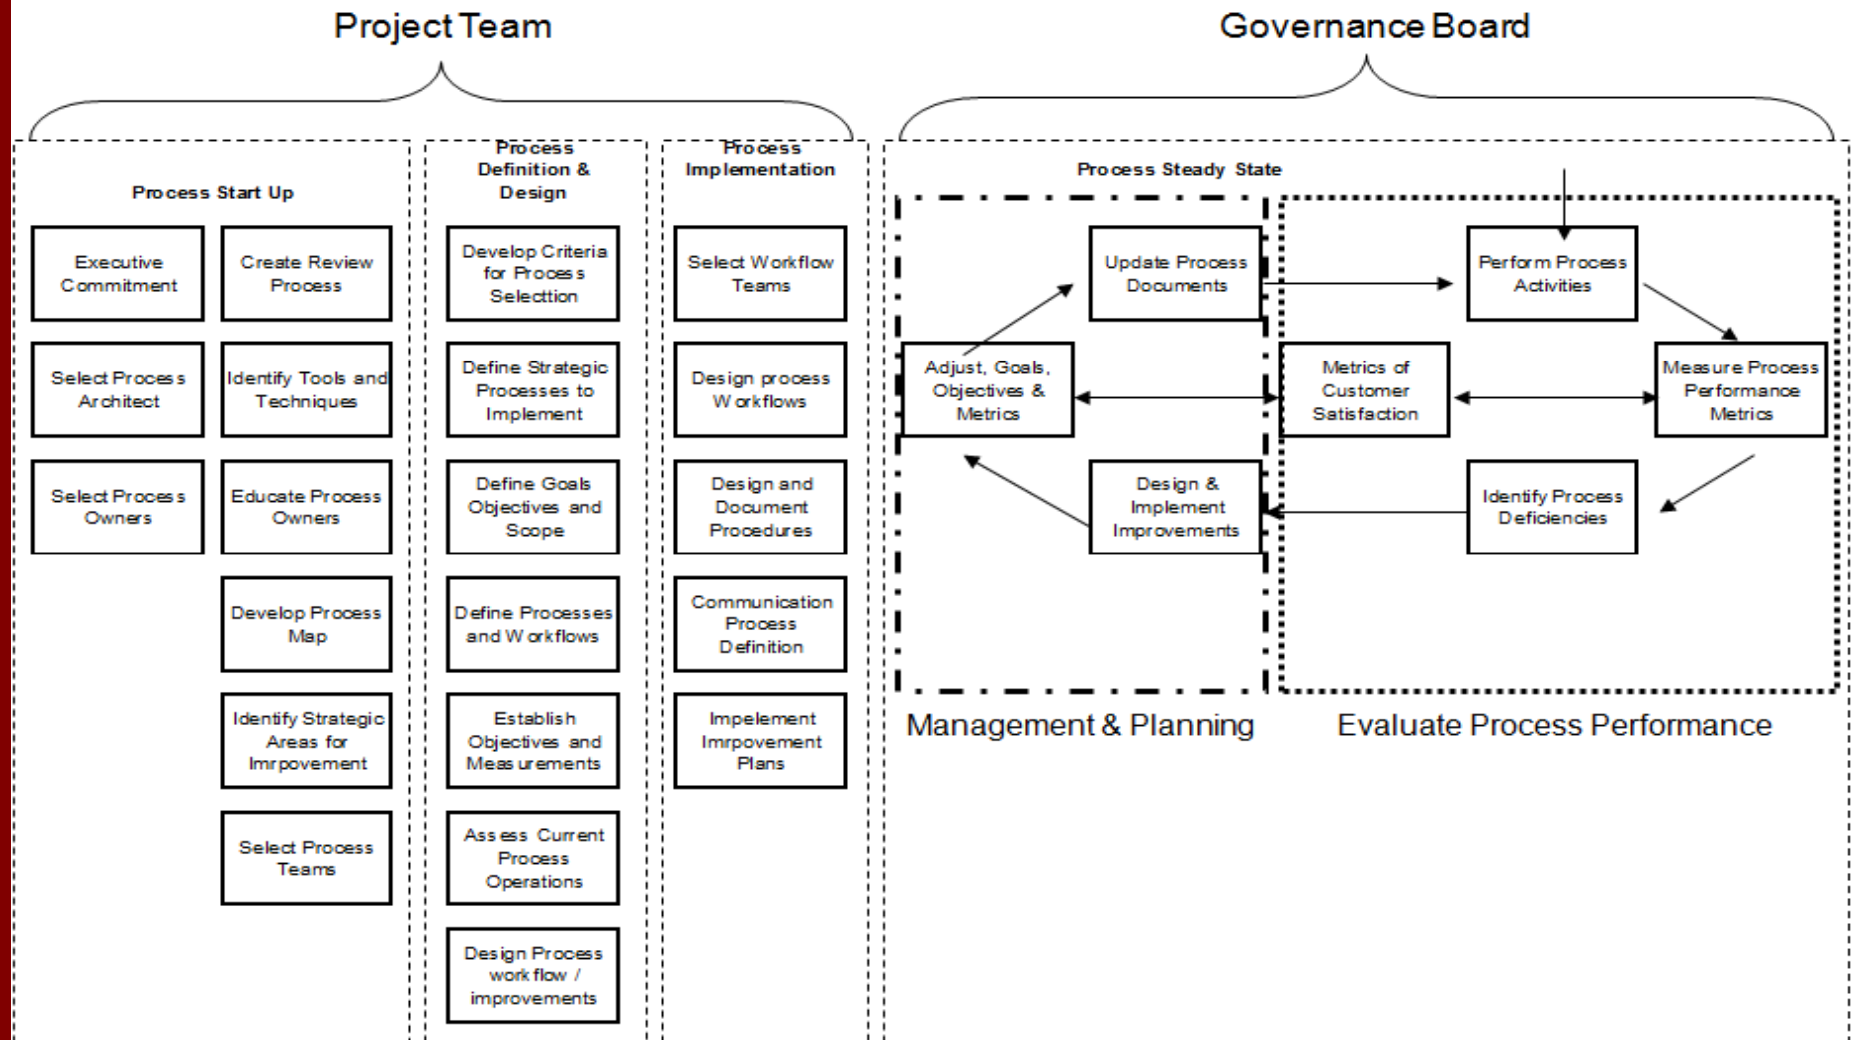 Project Team
Governance Board
Process Start Up
Executive
Commitment
Select Process
Architect
Select Process
Owners
Create Review
Process
Identify Tools and
Techniques
Educate Process
Owners
Develop Process
Map
Identify Strategic
Areas for
Imrpovement
Select Process
Teams
Process
Definition &
Design
Develop Criteria
for Process
Selecttion
Define Strategic
Processes to
Implement
Define Goals
Objectives and
Scope
Define Processes
and Workflows
Establish
Objectives and
Measurements
Assess Current
Process
Operations
Design Process
workflow /
improvements
Process
Implementation
Select Workflow
Teams
Design process
Workflows
Design and
Document
Procedures
Communication
Process
Definition
Impelement
Imrpovement
Plans
Process Steady State
Update Process
Documents
Perform Process
Activities
Adjust, Goals,
Objectives &
Metrics
Metrics of
Customer
Satisfaction
Measure Process
Performance
Metrics
Design &
Implement
Improvements
Identify Process
Deficiencies
Management & Planning
Evaluate Process Performance